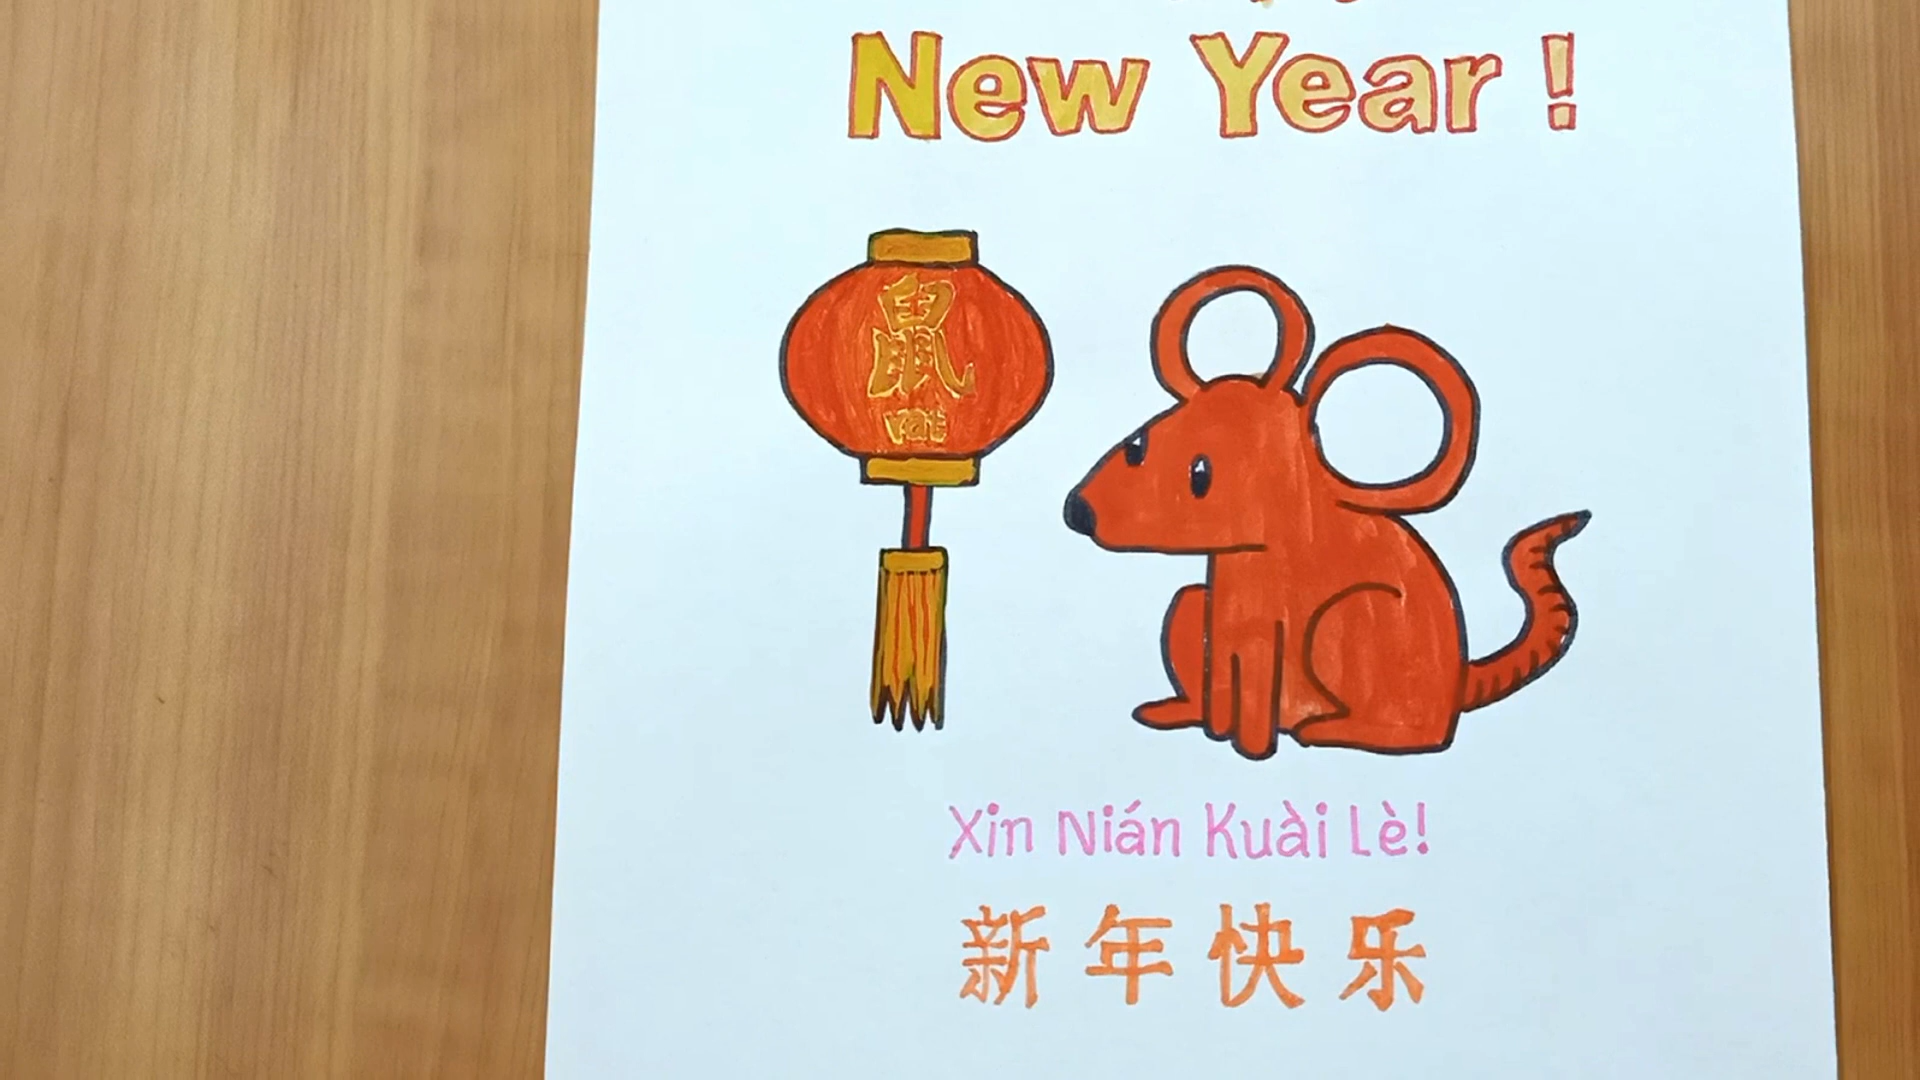 New Year !
鼠
rat
Xin Nián Kuài Lè!
新年快乐